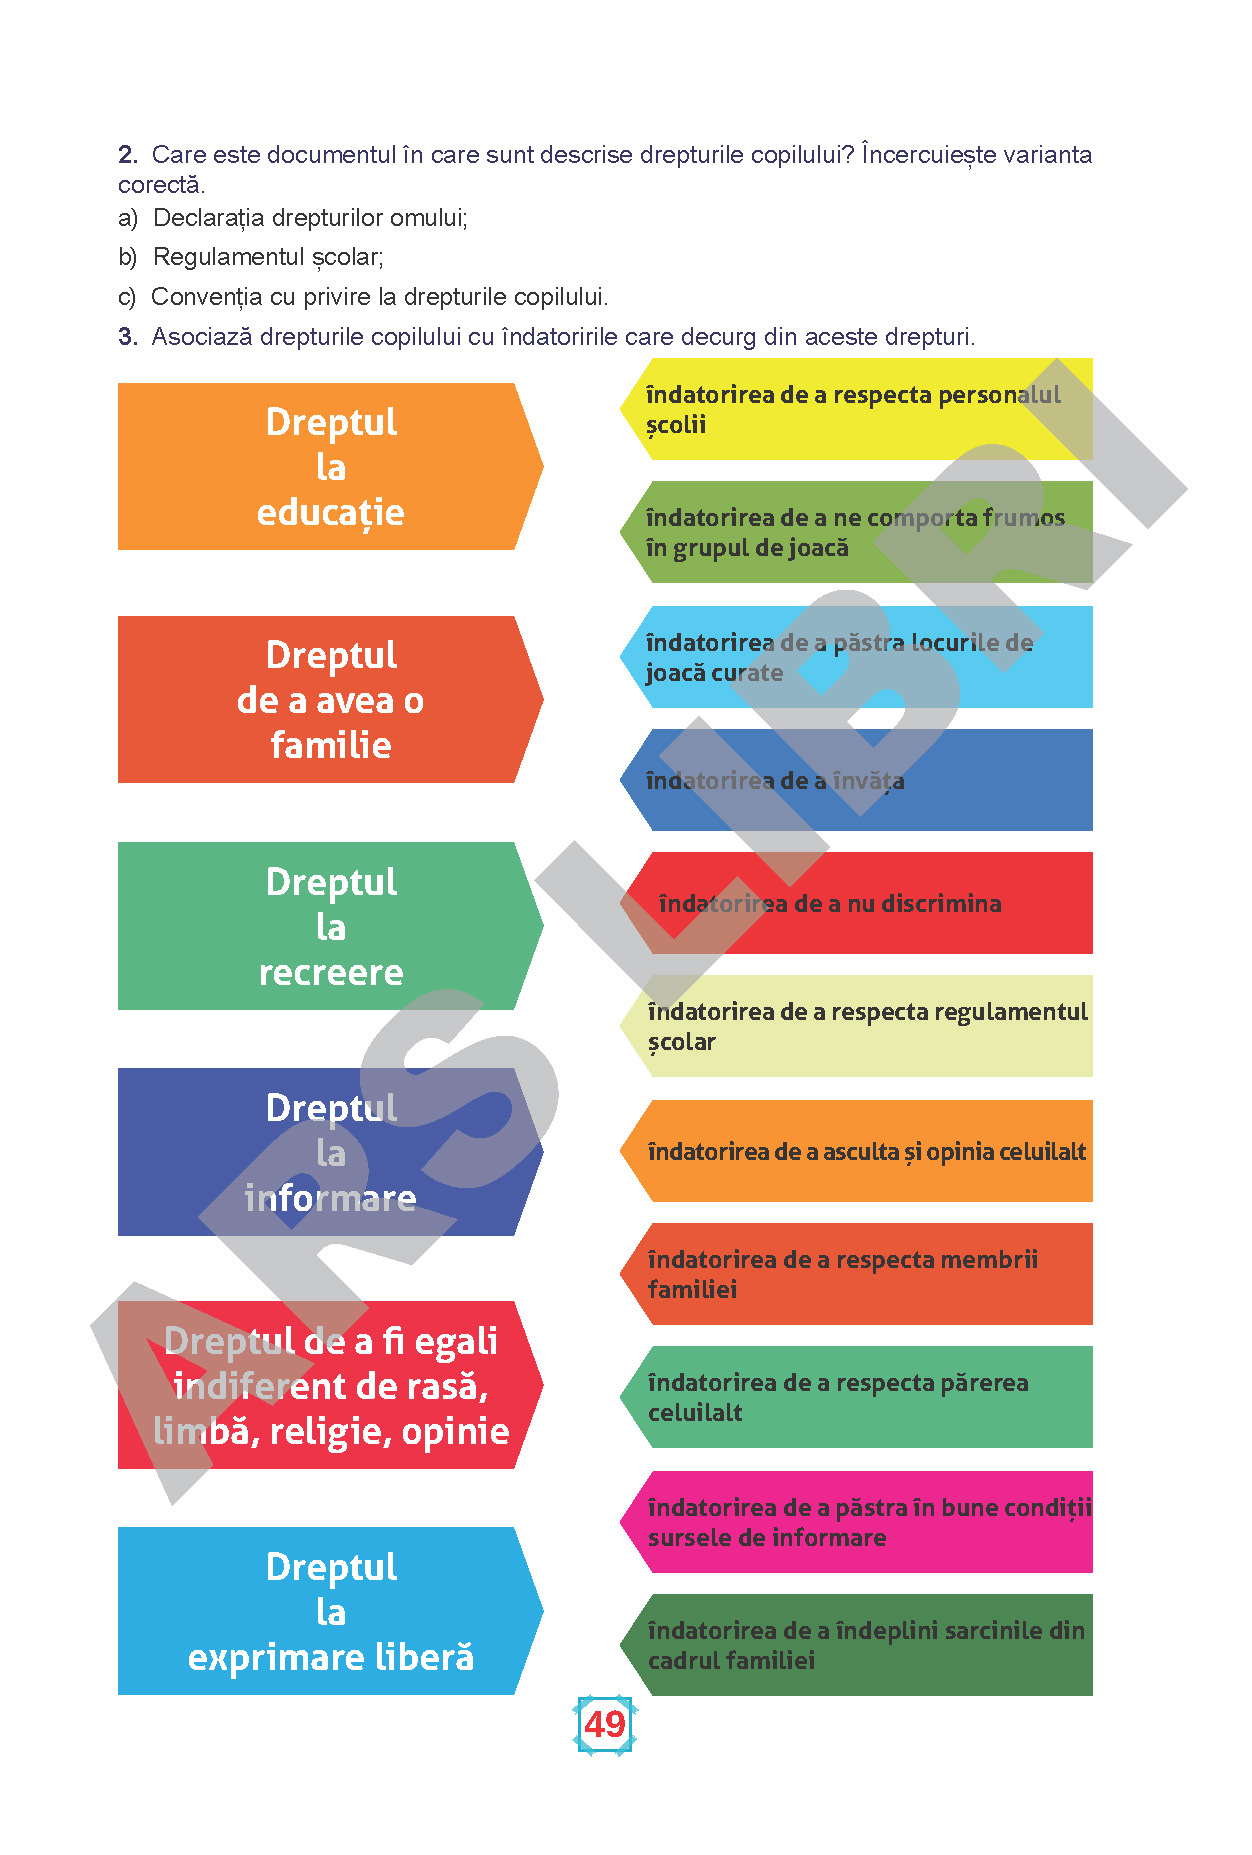 2. Care este documentul în care sunt descrise drepturile copilului? Încercuiește varianta
corectă.
a) Declarația drepturilor omului;
b) Regulamentul școlar;
c) Convenția cu privire la drepturile copilului.
3. Asociază drepturile copilului cu îndatoririle care decurg din aceste drepturi.
Dreptul
la
educație
Dreptul
de a avea o
familie
Dreptul
la
recreere
Dreptul
la
informare
Dreptul de a fi egali
indiferent de rasă,
limbă, religie, opinie
Dreptul
la
exprimare liberă
îndatorirea de a respecta personalul
școlii
îndatorirea de a ne comporta frumos
în grupul de joacă
îndatorirea de a păstra locurile de
joacă curate
îndatorirea de a învăța
îndatorirea de a nu discrimina
îndatorirea de a respecta regulamentul
școlar
îndatorirea de a asculta și opinia celuilalt
îndatorirea de a respecta membrii
familiei
îndatorirea de a respecta părerea
celuilalt
îndatorirea de a păstra în bune condiții
sursele de informare
îndatorirea de a îndeplini sarcinile din
cadrul familiei
49
ARS LIBRI